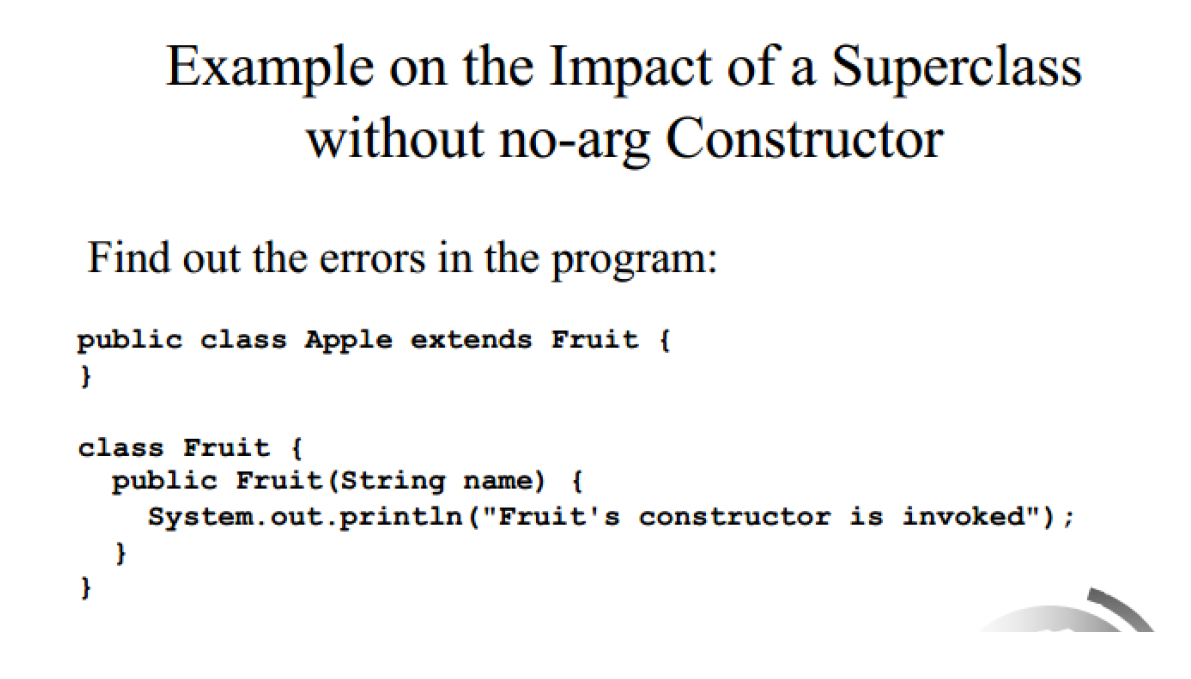 Example on the Impact of a Superclass
without no-arg Constructor
Find out the errors in the program:
public class Apple extends Fruit {
}
class Fruit {
public Fruit(String name) {
System.out.println("Fruit's constructor is invoked");
}
}